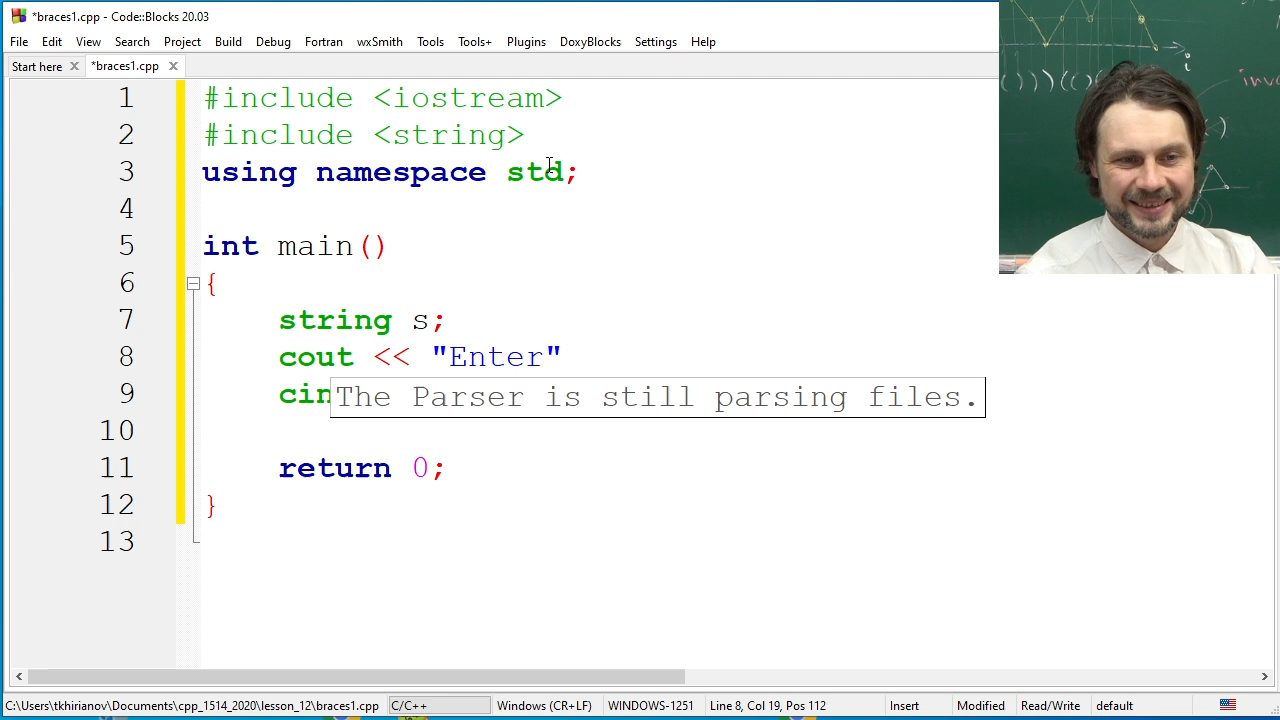 *braces1.cpp - Code::Blocks 20.03
File Edit View Search Project Build Debug Fortran wxSmith Tools Tools+ Plugins DoxyBlocks Settings Help
Start here *braces1.cpp
1 #include <iostream>
2 #include <string>
3 using namespace std;
4
5 int main()
6 {
7 string s;
8 cout << "Enter"
9 cin
The Parser is still parsing files.
10
11 return 0;
12 }
13
C:\Users\tkhirianov\Documents\cpp_1514_2020\lesson_12\braces1.cpp C/C++ Windows (CR+LF) WINDOWS-1251 Line 8, Col 19, Pos 112 Insert Modified Read/Write default